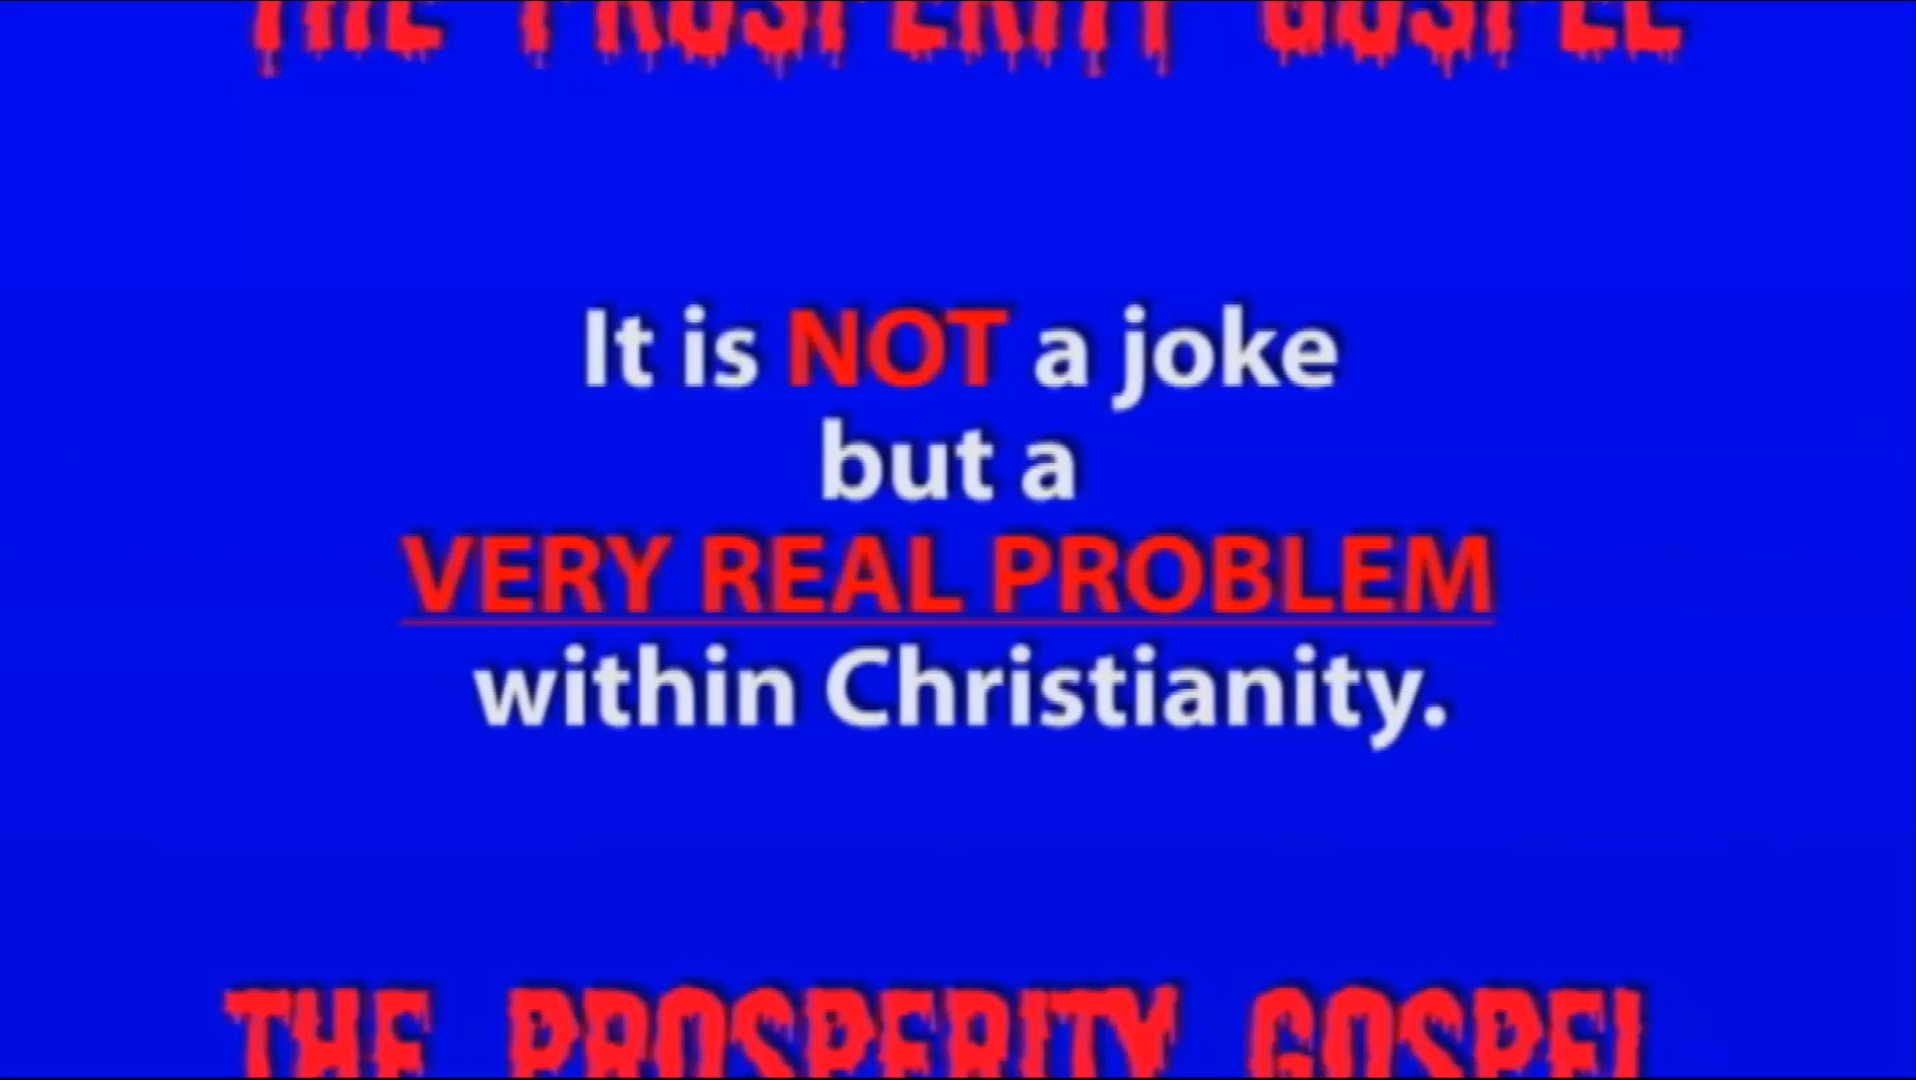 THE PROSPERITY GOSPEL
It is NOT a joke
but a
VERY REAL PROBLEM
within Christianity.
THE PROSPERITY GOSPEL